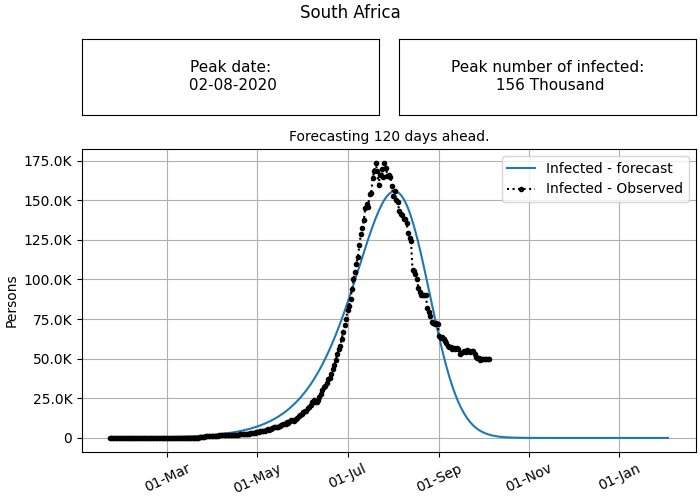 South Africa
Peak date:
02-08-2020
Peak number of infected:
156 Thousand
Forecasting 120 days ahead.
Infected - forecast
Infected - Observed
175.0K
150.0K
125.0K
100.0K
75.0K
50.0K
25.0K
0
Persons
01-Mar
01-May
01-Jul
01-Sep
01-Nov
01-Jan